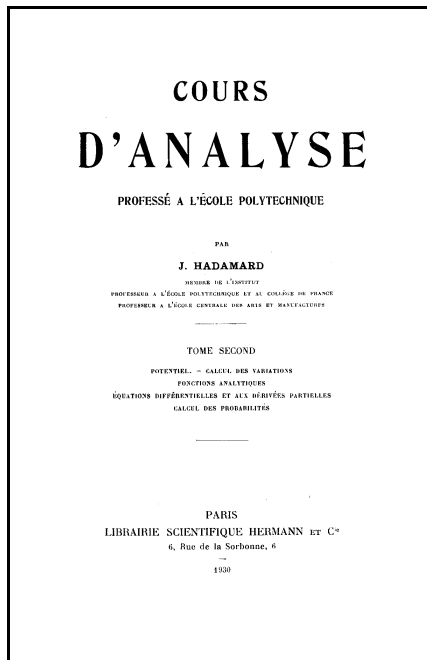 COURS
D'ANALYSE
PROFESSÉ A L'ÉCOLE POLYTECHNIQUE
PAR
J. HADAMARD
MEMBRE DE L'INSTITUT
PROFESSEUR A L'ÉCOLE POLYTECHNIQUE ET AU COLLÈGE DE FRANCE
PROFESSEUR A L'ÉCOLE CENTRALE DES ARTS ET MANUFACTURES
TOME SECOND
POTENTIEL. — CALCUL DES VARIATIONS
FONCTIONS ANALYTIQUES
ÉQUATIONS DIFFÉRENTIELLES ET AUX DÉRIVÉES PARTIELLES
CALCUL DES PROBABILITÉS
PARIS
LIBRAIRIE SCIENTIFIQUE HERMANN ET Cie
6, Rue de la Sorbonne, 6
1930